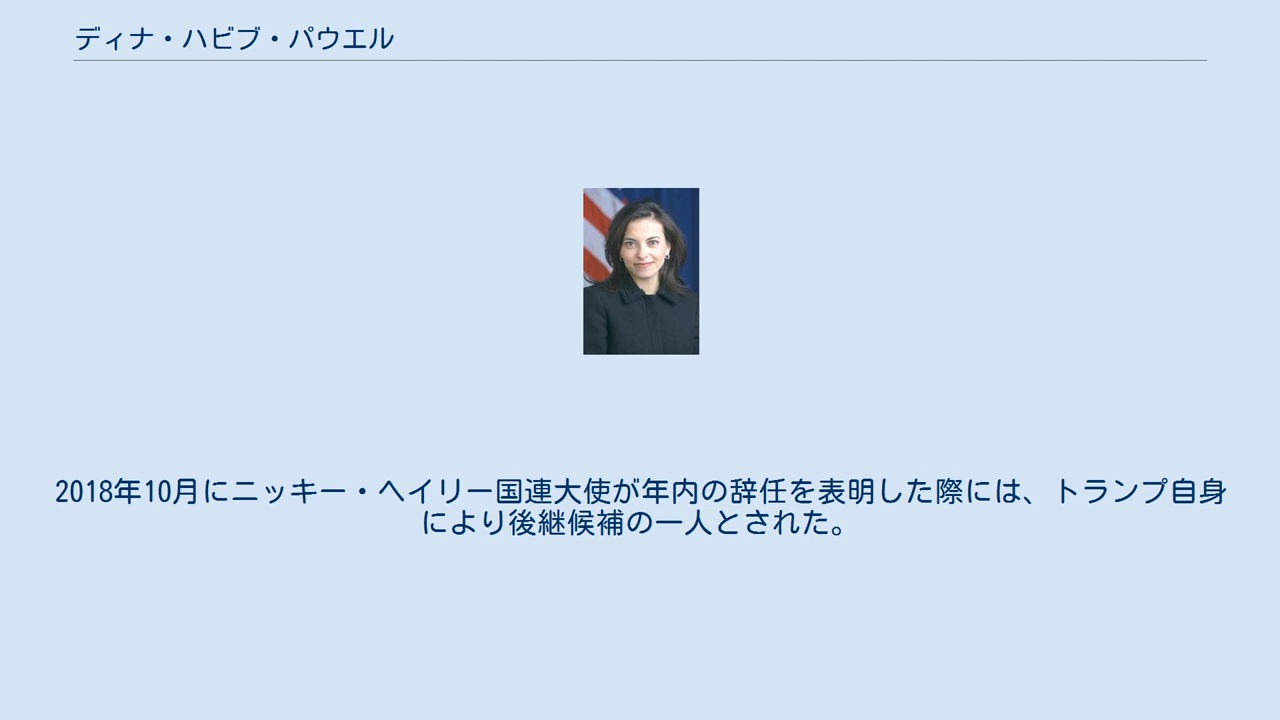 ディナ・ハビブ・パウエル
2018年10月にニッキー・ヘイリー国連大使が年内の辞任を表明した際には、トランプ自身
により後継候補の一人とされた。